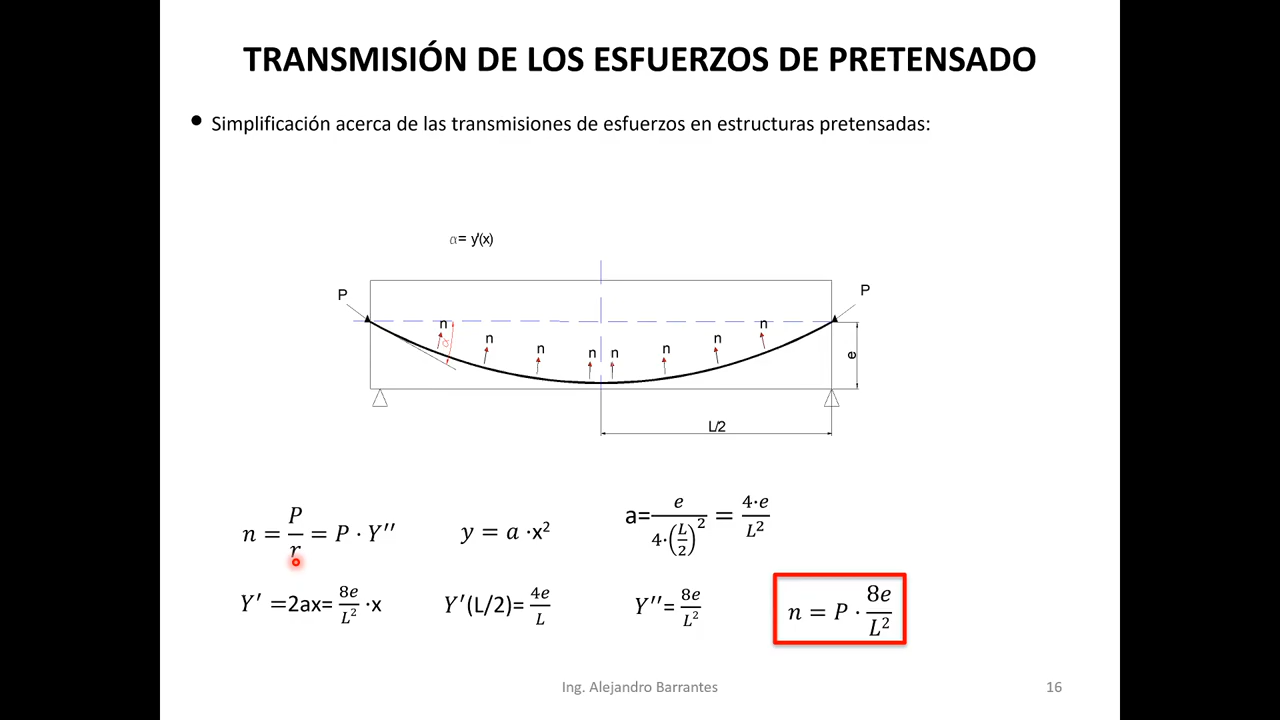 TRANSMISIÓN DE LOS ESFUERZOS DE PRETENSADO
• Simplificación acerca de las transmisiones de esfuerzos en estructuras pretensadas:
α= y'(x)
P
P
n
n
n
n
n
n
n
n
α
e
L/2
n = P/r = P · Y′′
y = a ·x²
a= e/(4·(L/2)²) = 4·e/L²
Y′ =2ax= 8e/L² ·x
Y′(L/2)= 4e/L
Y′′= 8e/L²
n = P · 8e/L²
Ing. Alejandro Barrantes
16